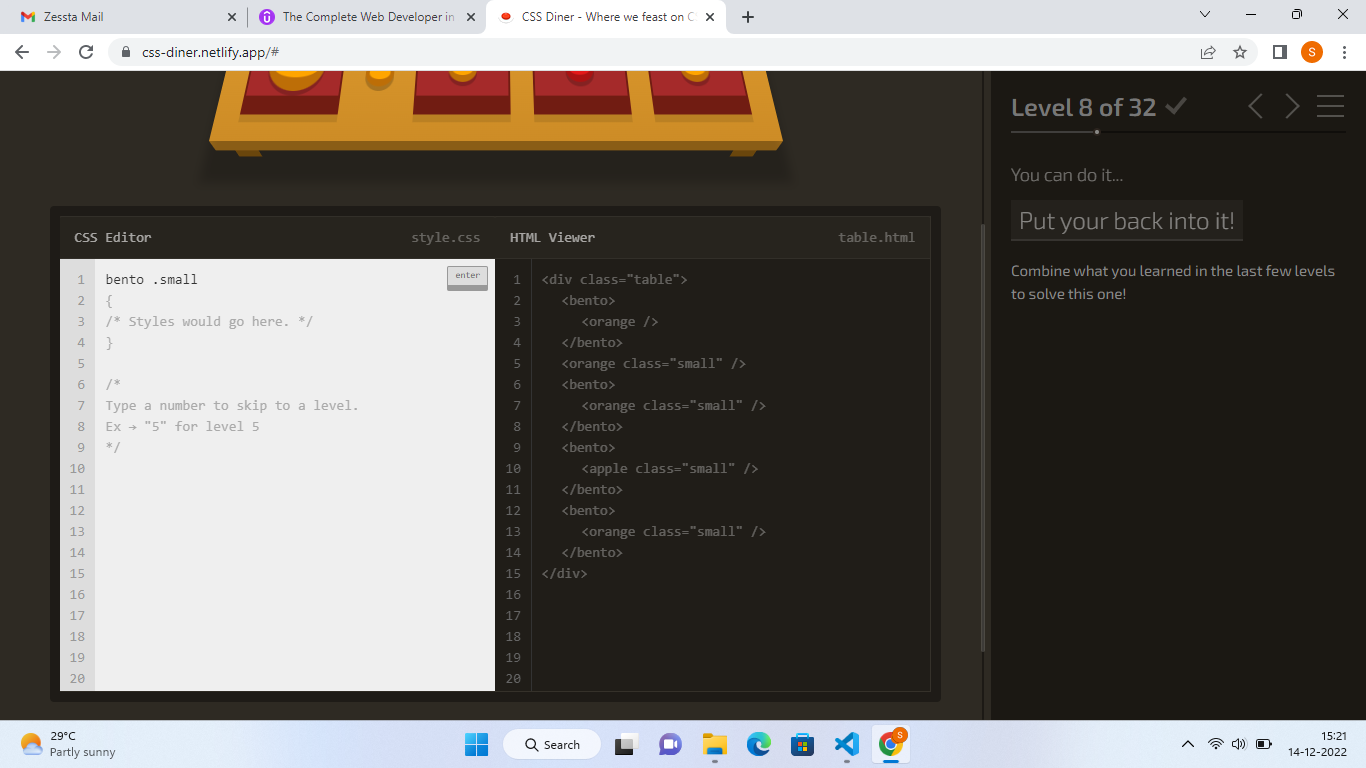 Zessta Mail
The Complete Web Developer in
CSS Diner - Where we feast on C
css-diner.netlify.app/#
S
Level 8 of 32
You can do it...
Put your back into it!
Combine what you learned in the last few levels
to solve this one!
CSS Editor style.css
enter
1 bento .small
2 {
3 /* Styles would go here. */
4 }
5
6 /*
7 Type a number to skip to a level.
8 Ex → "5" for level 5
9 */
10
11
12
13
14
15
16
17
18
19
20
HTML Viewer table.html
1 <div class="table">
2 <bento>
3 <orange />
4 </bento>
5 <orange class="small" />
6 <bento>
7 <orange class="small" />
8 </bento>
9 <bento>
10 <apple class="small" />
11 </bento>
12 <bento>
13 <orange class="small" />
14 </bento>
15 </div>
16
17
18
19
20
29°C
Partly sunny
Search
S
15:21
14-12-2022